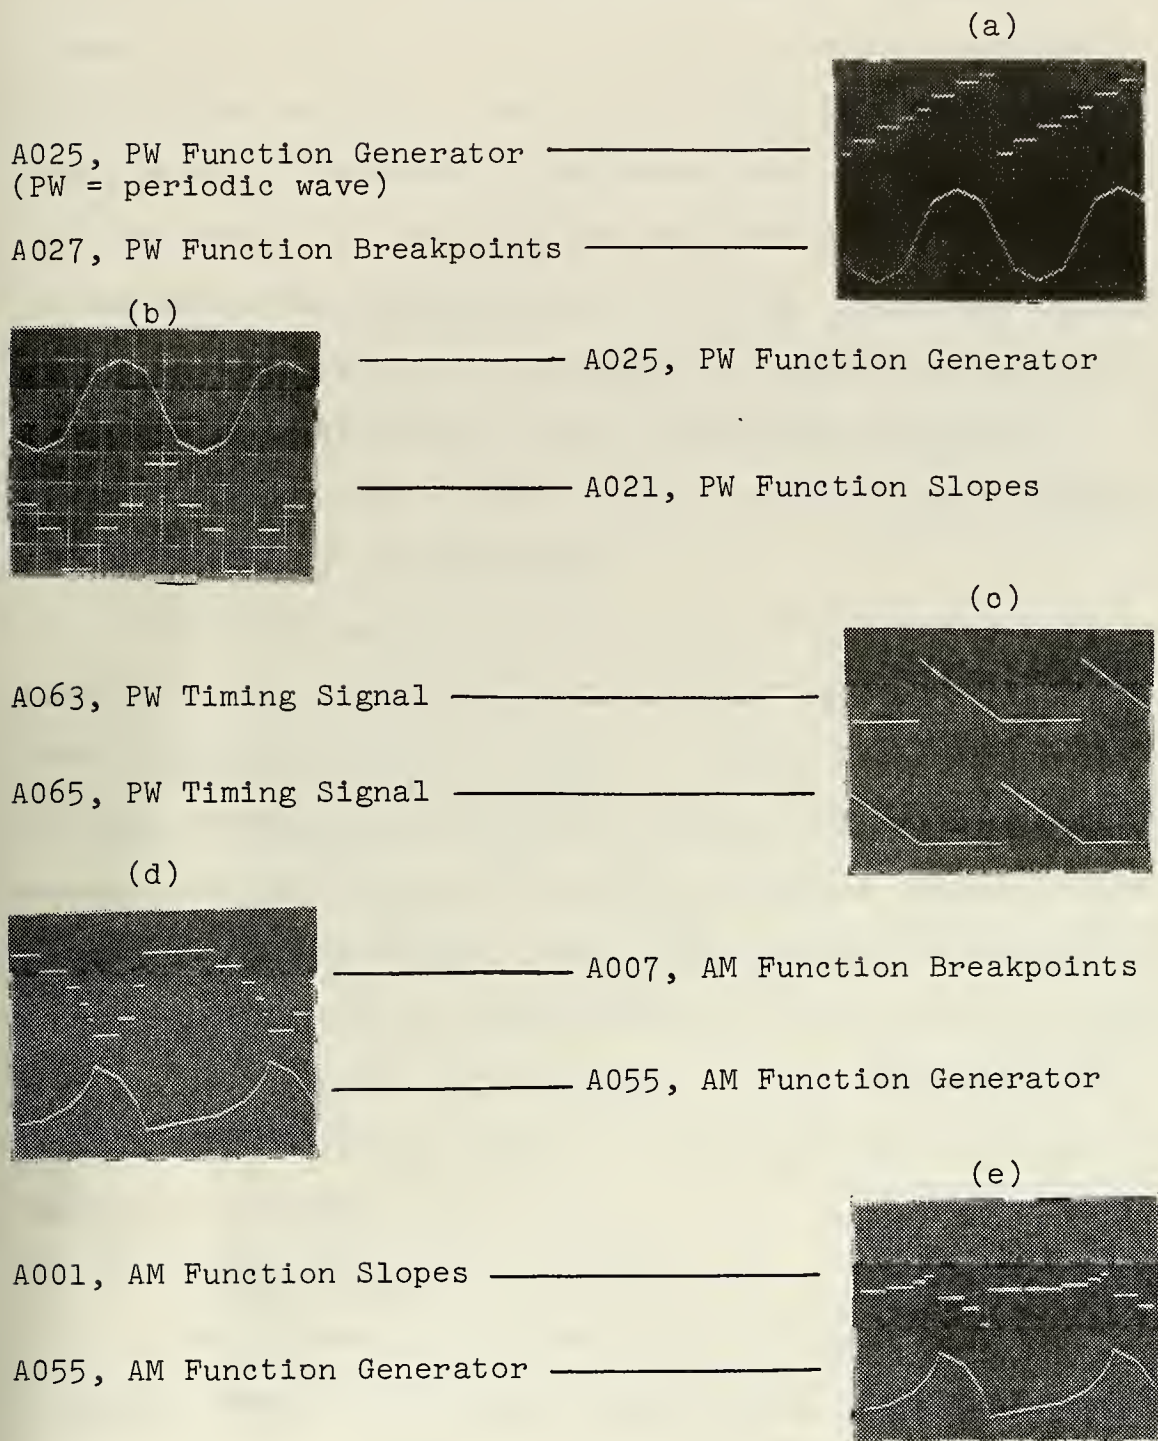 (a)
A025, PW Function Generator
(PW = periodic wave)
A027, PW Function Breakpoints
(b)
A025, PW Function Generator
A021, PW Function Slopes
(c)
A063, PW Timing Signal
A065, PW Timing Signal
(d)
A007, AM Function Breakpoints
A055, AM Function Generator
(e)
A001, AM Function Slopes
A055, AM Function Generator